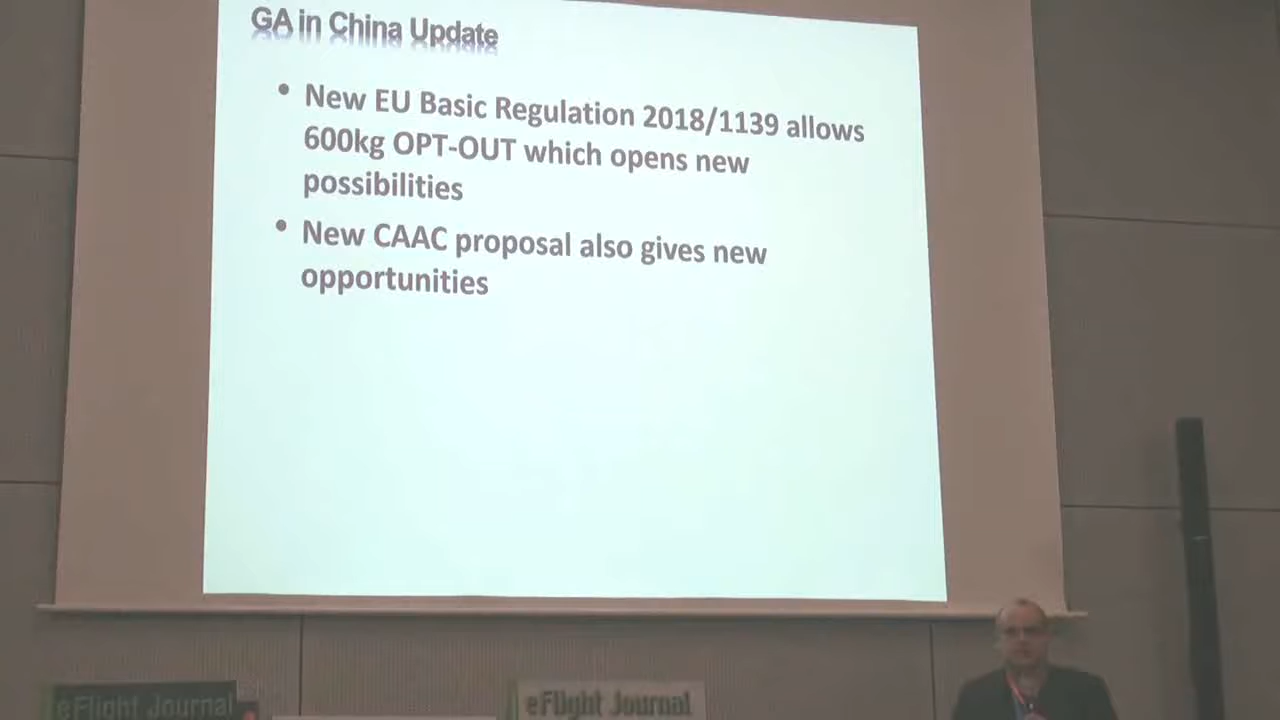 GA in China Update
• New EU Basic Regulation 2018/1139 allows
600kg OPT-OUT which opens new
possibilities
• New CAAC proposal also gives new
opportunities
eFlight Journal
eFlight Journal